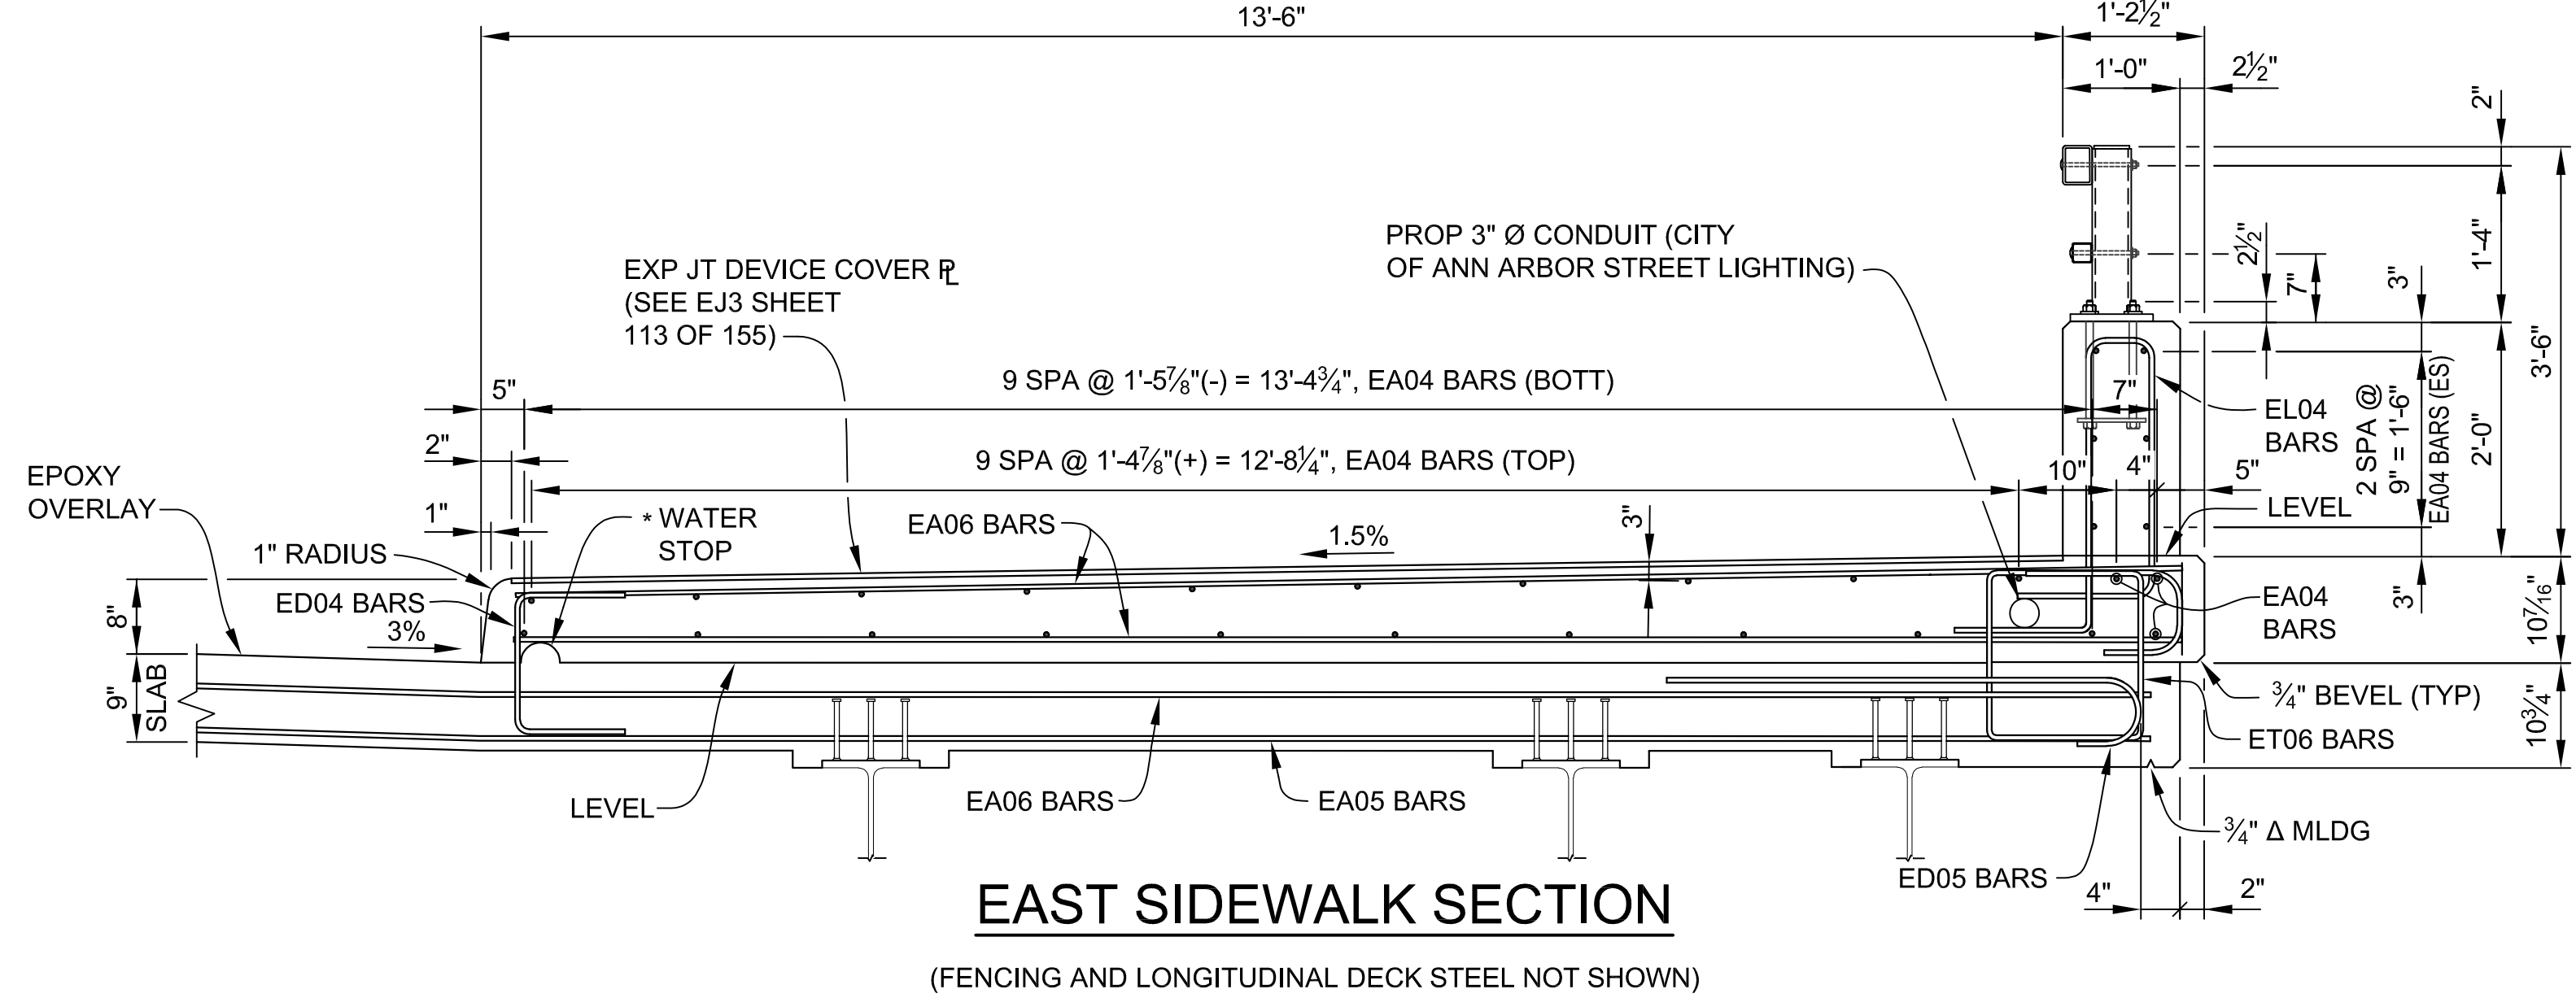 13'-6"
1'-2½"
1'-0"
2½"
2"
1'-4"
3'-6"
2½"
7"
3"
PROP 3" Ø CONDUIT (CITY
OF ANN ARBOR STREET LIGHTING)
EXP JT DEVICE COVER ℄
(SEE EJ3 SHEET
113 OF 155)
9 SPA @ 1'-5⅞"(-) = 13'-4¾", EA04 BARS (BOTT)
5"
7"
EL04
BARS
2 SPA @
9" = 1'-6"
EA04 BARS (ES)
2'-0"
2"
9 SPA @ 1'-4⅞"(+) = 12'-8¼", EA04 BARS (TOP)
10"
4"
5"
EPOXY
OVERLAY
1"
* WATER
STOP
EA06 BARS
1.5%
3"
LEVEL
1" RADIUS
ED04 BARS
8"
3%
EA04
BARS
3"
10⁷⁄₁₆"
9"
SLAB
¾" BEVEL (TYP)
10¾"
ET06 BARS
LEVEL
EA06 BARS
EA05 BARS
¾" Δ MLDG
ED05 BARS
4"
2"
EAST SIDEWALK SECTION
(FENCING AND LONGITUDINAL DECK STEEL NOT SHOWN)